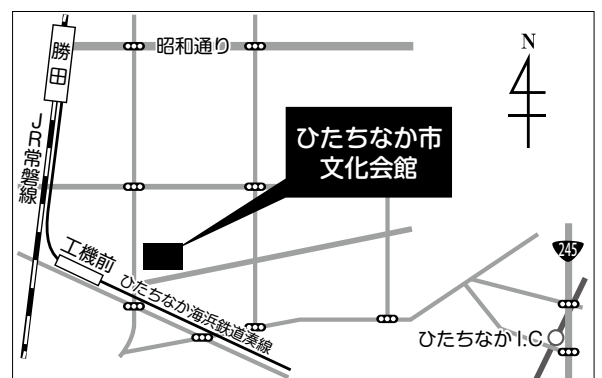 勝田
昭和通り
N
JR常磐線
ひたちなか市
文化会館
工機前
ひたちなか海浜鉄道湊線
245
ひたちなかI.C